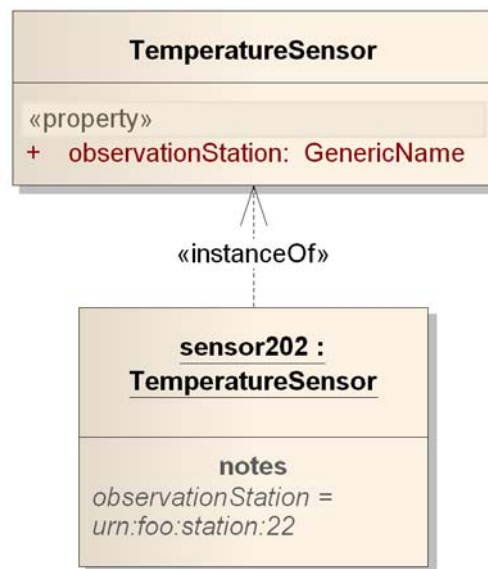 TemperatureSensor
«property»
+ observationStation: GenericName
«instanceOf»
sensor202 :
TemperatureSensor
notes
observationStation =
urn:foo:station:22